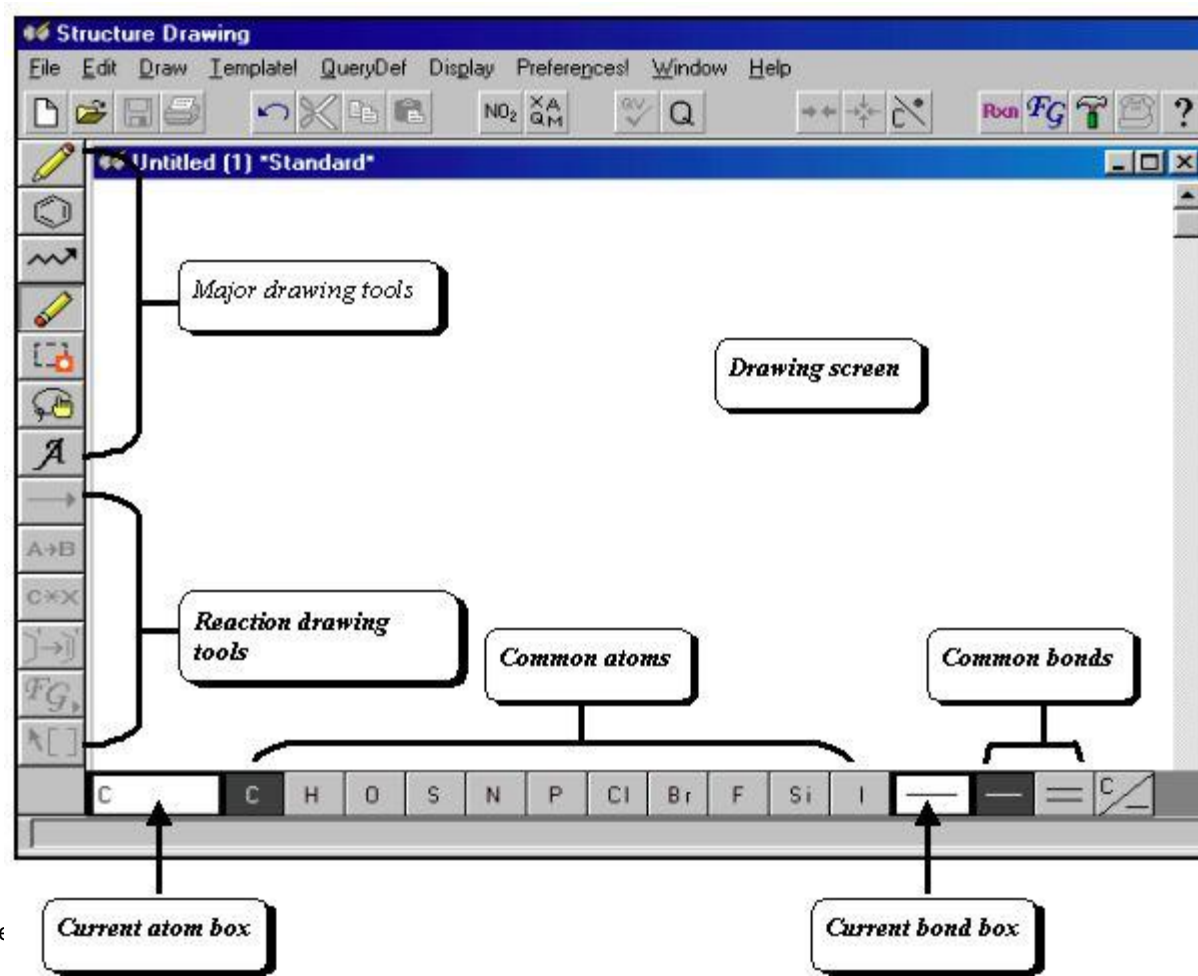 Structure Drawing
File Edit Draw Template! QueryDef Display Preferences! Window Help
NO₂ X A Q M QV Q C Rxn FG ?
Untitled (1) *Standard*
Major drawing tools
Drawing screen
A
A→B
C✳X
Reaction drawing
tools
Common atoms
Common bonds
FG
[ ]
C C H O S N P Cl Br F Si I C
Current atom box
Current bond box